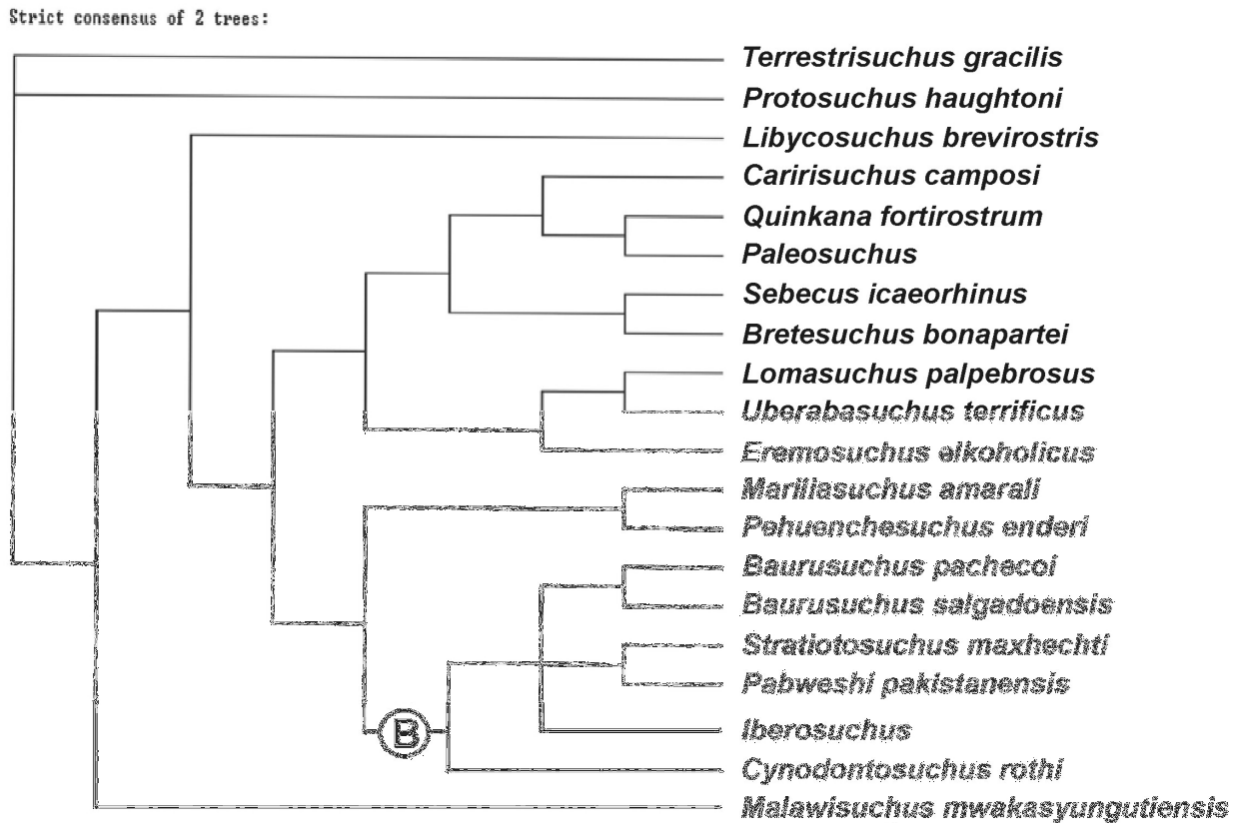 Strict consensus of 2 trees:
Terrestrisuchus gracilis
Protosuchus haughtoni
Libycosuchus brevirostris
Caririsuchus camposi
Quinkana fortirostrum
Paleosuchus
Sebecus icaeorhinus
Bretesuchus bonapartei
Lomasuchus palpebrosus
Uberabasuchus terrificus
Eremosuchus elkoholicus
Mariliasuchus amarali
Pehuenchesuchus enderi
Baurusuchus pachecoi
Baurusuchus salgadoensis
Stratiotosuchus maxhechti
Pabweshi pakistanensis
B
Iberosuchus
Cynodontosuchus rothi
Malawisuchus mwakasyungutiensis